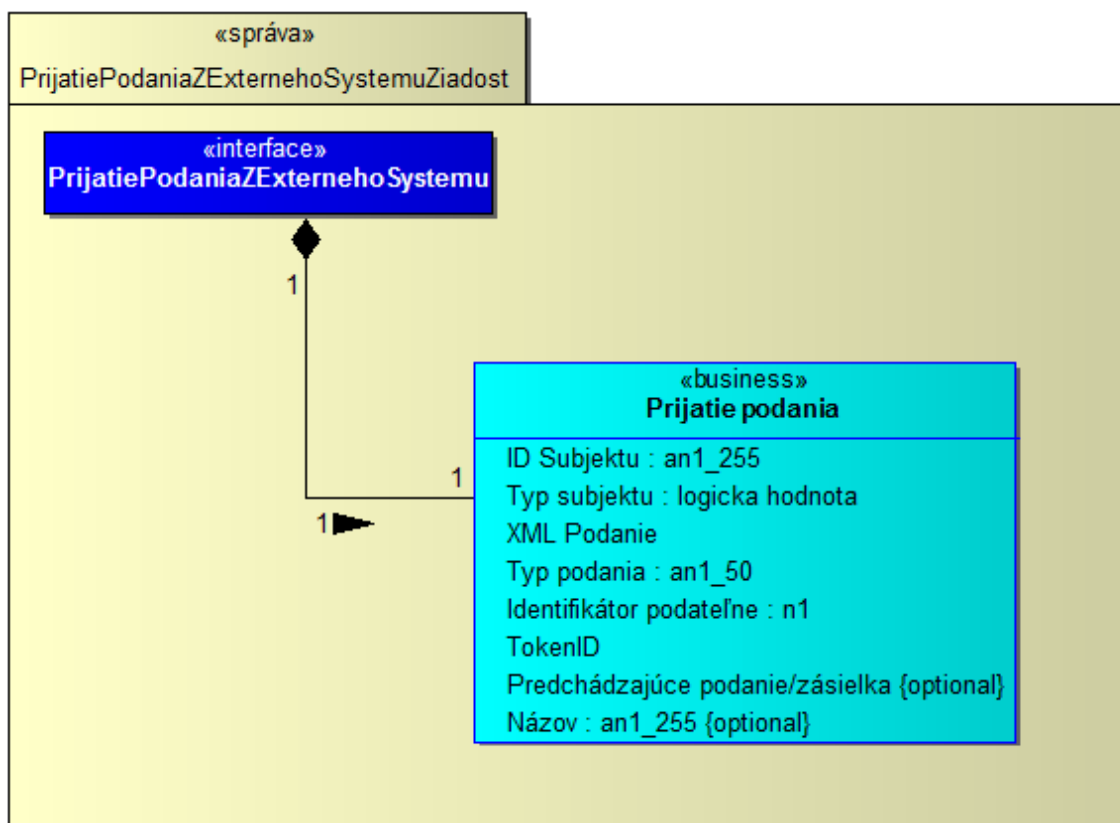 «správa»
PrijatiePodaniaZExternehoSystemuZiadost
«interface»
PrijatiePodaniaZExternehoSystemu
1
1
1
«business»
Prijatie podania
ID Subjektu : an1_255
Typ subjektu : logicka hodnota
XML Podanie
Typ podania : an1_50
Identifikátor podateľne : n1
TokenID
Predchádzajúce podanie/zásielka {optional}
Názov : an1_255 {optional}